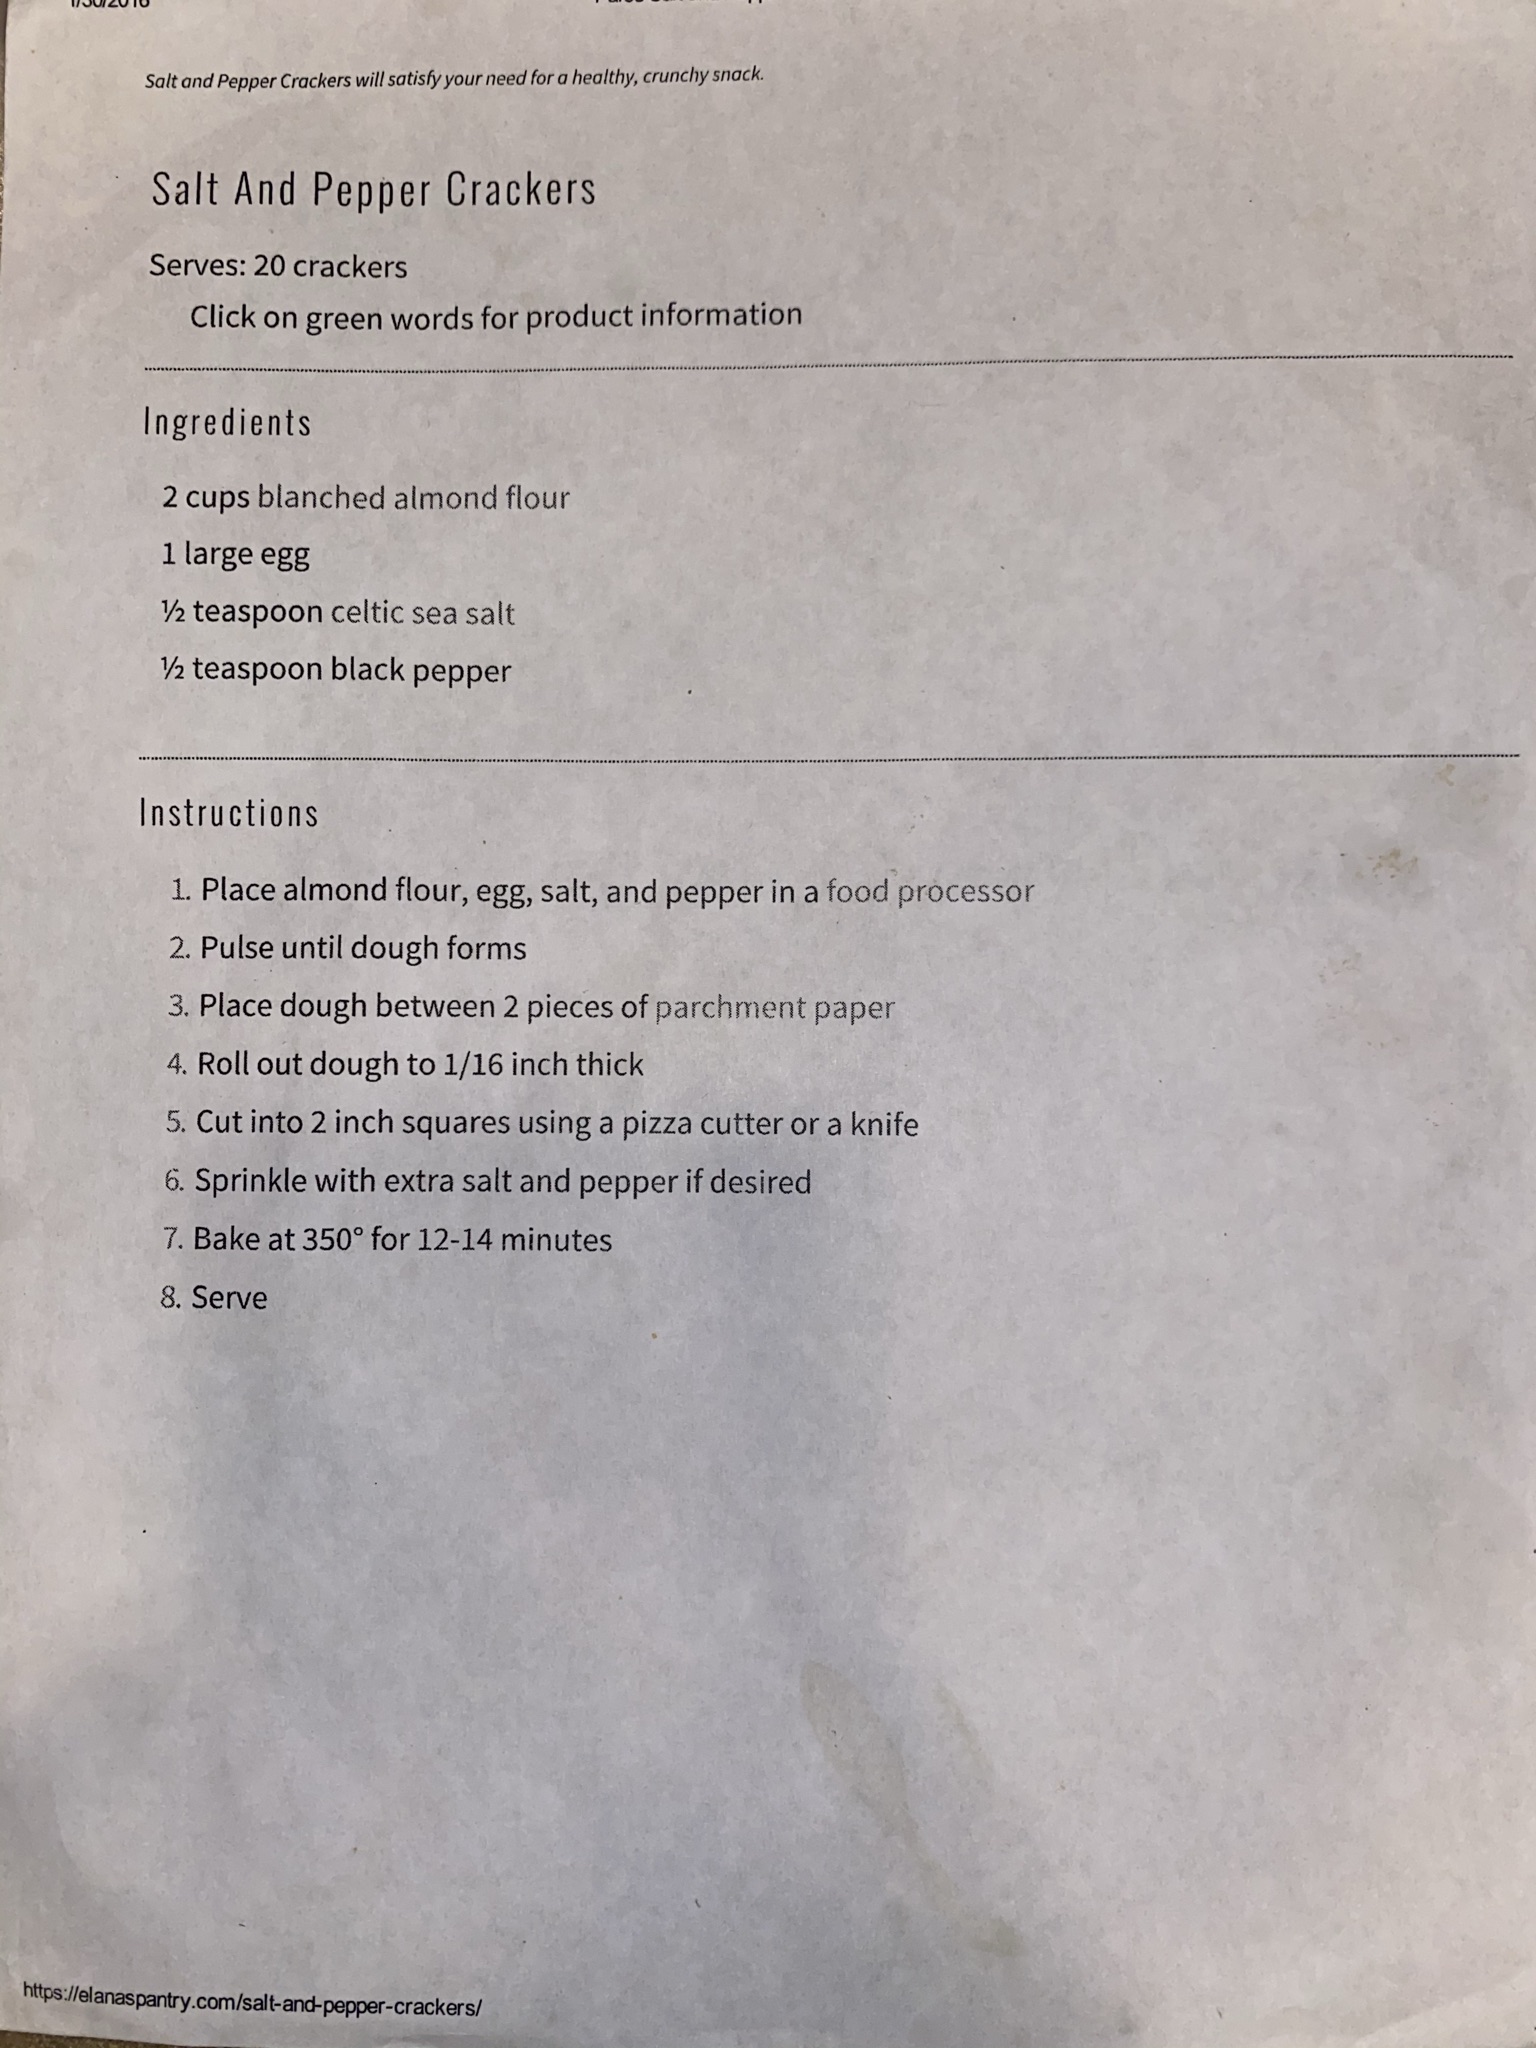 Salt and Pepper Crackers will satisfy your need for a healthy, crunchy snack.
Salt And Pepper Crackers
Serves: 20 crackers
Click on green words for product information
Ingredients
2 cups blanched almond flour
1 large egg
½ teaspoon celtic sea salt
½ teaspoon black pepper
Instructions
1. Place almond flour, egg, salt, and pepper in a food processor
2. Pulse until dough forms
3. Place dough between 2 pieces of parchment paper
4. Roll out dough to 1/16 inch thick
5. Cut into 2 inch squares using a pizza cutter or a knife
6. Sprinkle with extra salt and pepper if desired
7. Bake at 350° for 12-14 minutes
8. Serve
https://elanaspantry.com/salt-and-pepper-crackers/